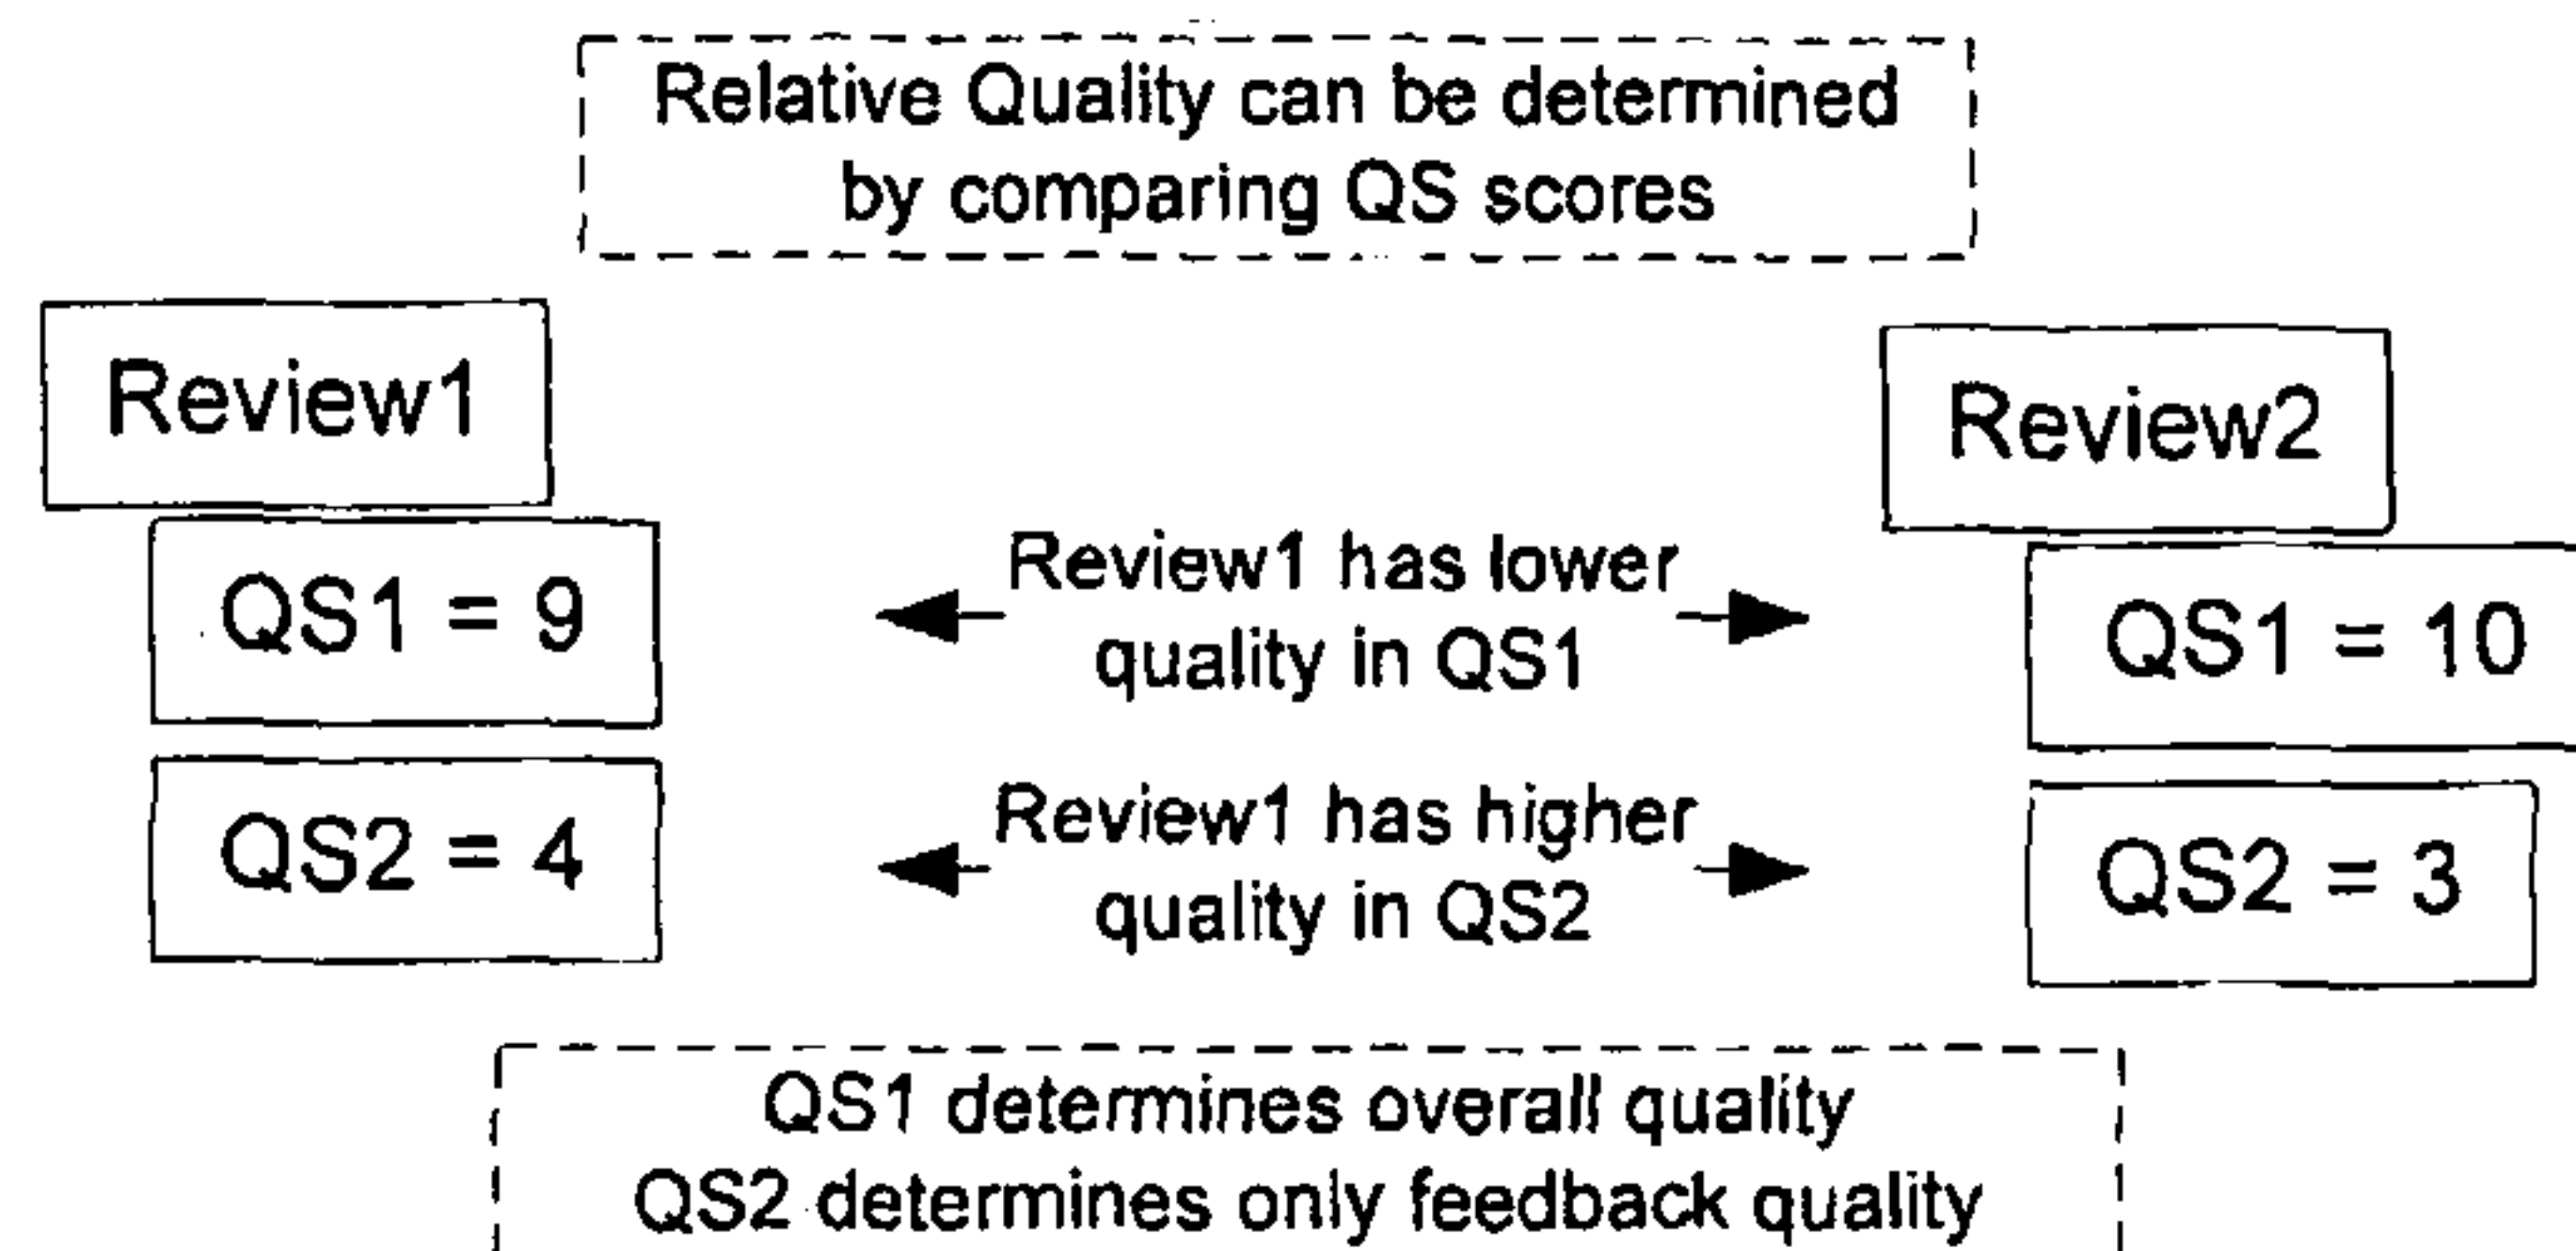 Relative Quality can be determined
by comparing QS scores
Review1
Review2
QS1 = 9
Review1 has lower
quality in QS1
QS1 = 10
QS2 = 4
Review1 has higher
quality in QS2
QS2 = 3
QS1 determines overall quality
QS2 determines only feedback quality